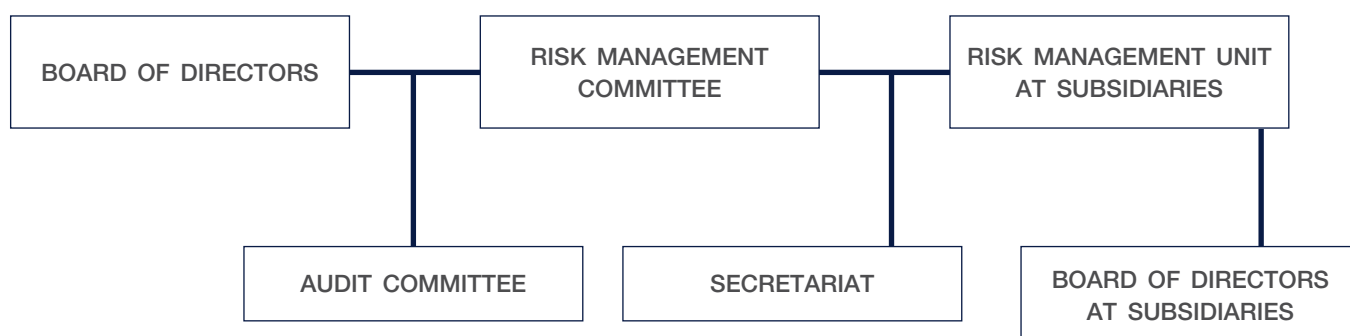 BOARD OF DIRECTORS
RISK MANAGEMENT
COMMITTEE
RISK MANAGEMENT UNIT
AT SUBSIDIARIES
AUDIT COMMITTEE
SECRETARIAT
BOARD OF DIRECTORS
AT SUBSIDIARIES